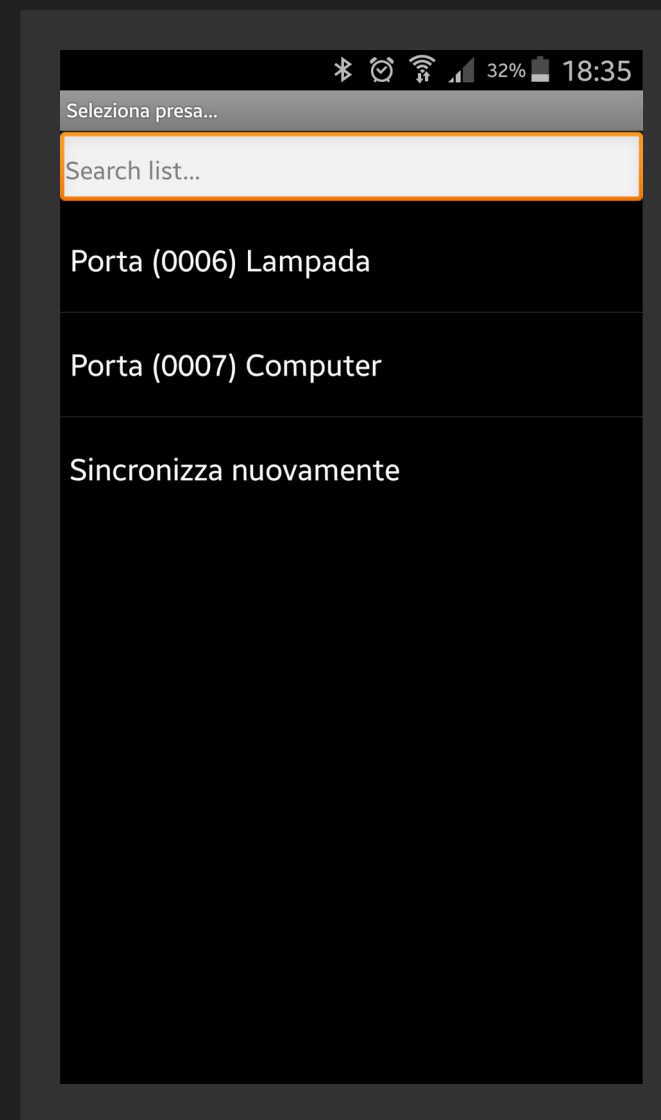 32% 18:35
Seleziona presa...
Search list...
Porta (0006) Lampada
Porta (0007) Computer
Sincronizza nuovamente